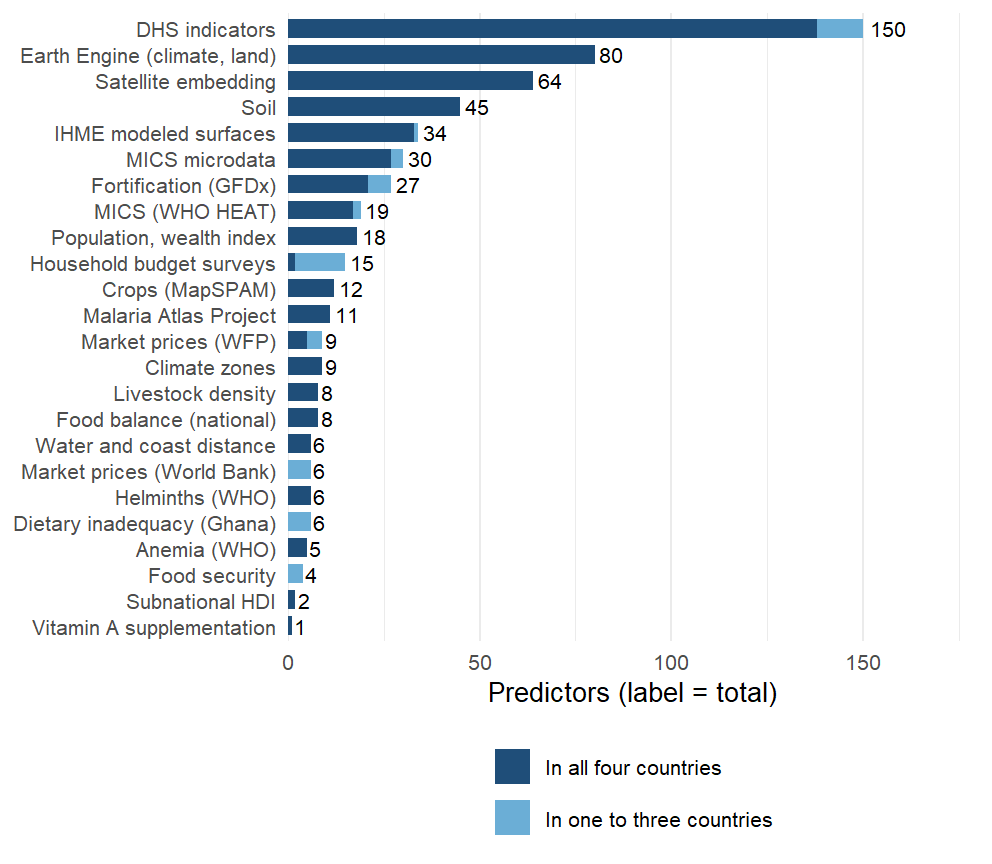 DHS indicators 150
Earth Engine (climate, land) 80
Satellite embedding 64
Soil 45
IHME modeled surfaces 34
MICS microdata 30
Fortification (GFDx) 27
MICS (WHO HEAT) 19
Population, wealth index 18
Household budget surveys 15
Crops (MapSPAM) 12
Malaria Atlas Project 11
Market prices (WFP) 9
Climate zones 9
Livestock density 8
Food balance (national) 8
Water and coast distance 6
Market prices (World Bank) 6
Helminths (WHO) 6
Dietary inadequacy (Ghana) 6
Anemia (WHO) 5
Food security 4
Subnational HDI 2
Vitamin A supplementation 1
0 50 100 150
Predictors (label = total)
In all four countries
In one to three countries